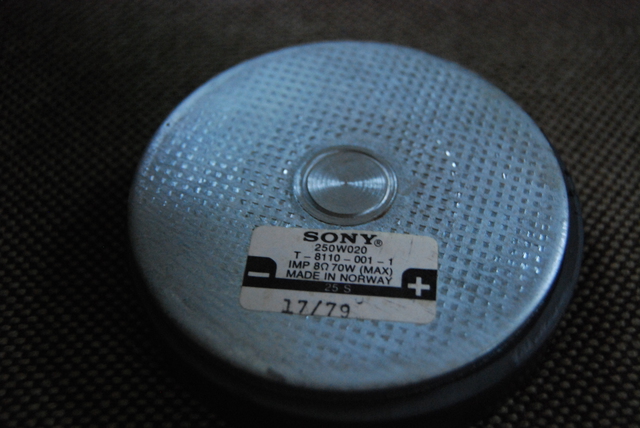 SONY®
250W020
T-8110-001-1
IMP 8Ω 70W (MAX)
MADE IN NORWAY
− +
25 S
17/79